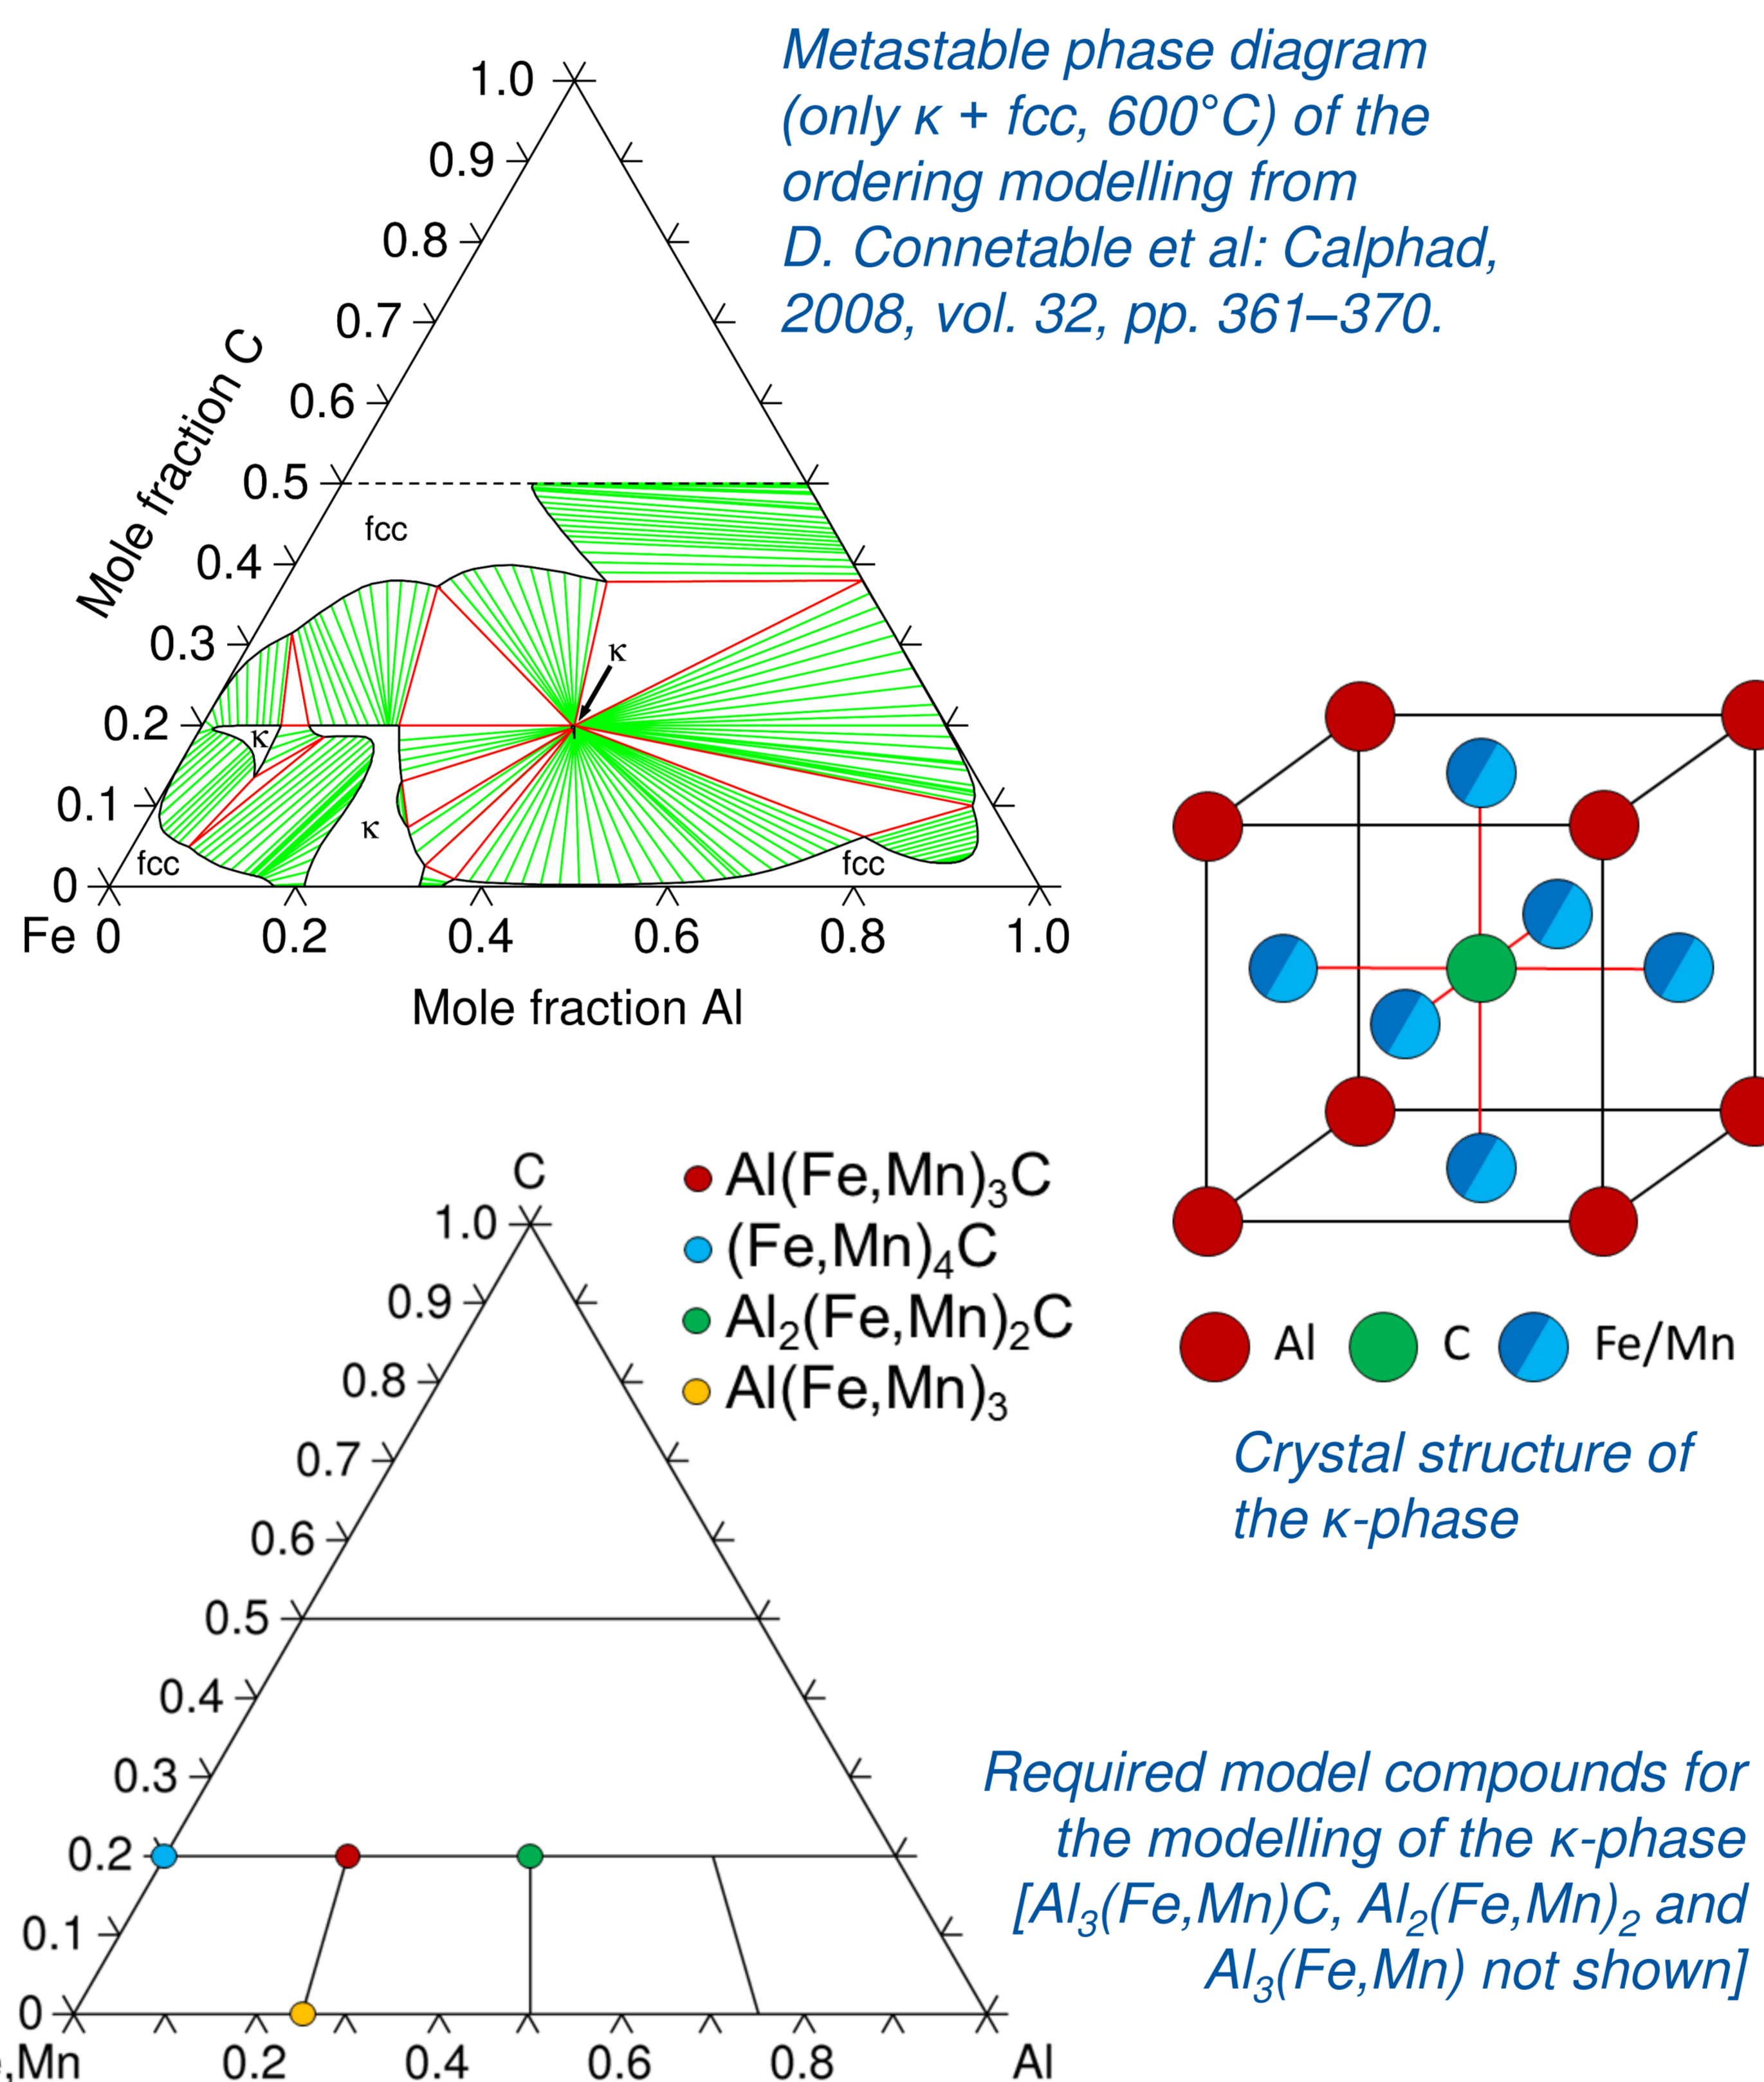 Metastable phase diagram
(only κ + fcc, 600°C) of the
ordering modelling from
D. Connetable et al: Calphad,
2008, vol. 32, pp. 361–370.
1.0
0.9
0.8
0.7
0.6
0.5
0.4
0.3
0.2
0.1
0
Mole fraction C
fcc
κ
κ
κ
fcc
fcc
Fe 0 0.2 0.4 0.6 0.8 1.0
Mole fraction Al
Al C Fe/Mn
Crystal structure of
the κ-phase
C
1.0
0.9
0.8
0.7
0.6
0.5
0.4
0.3
0.2
0.1
0
Al(Fe,Mn)₃C
(Fe,Mn)₄C
Al₂(Fe,Mn)₂C
Al(Fe,Mn)₃
,Mn 0.2 0.4 0.6 0.8 Al
Required model compounds for
the modelling of the κ-phase
[Al₃(Fe,Mn)C, Al₂(Fe,Mn)₂ and
Al₃(Fe,Mn) not shown]